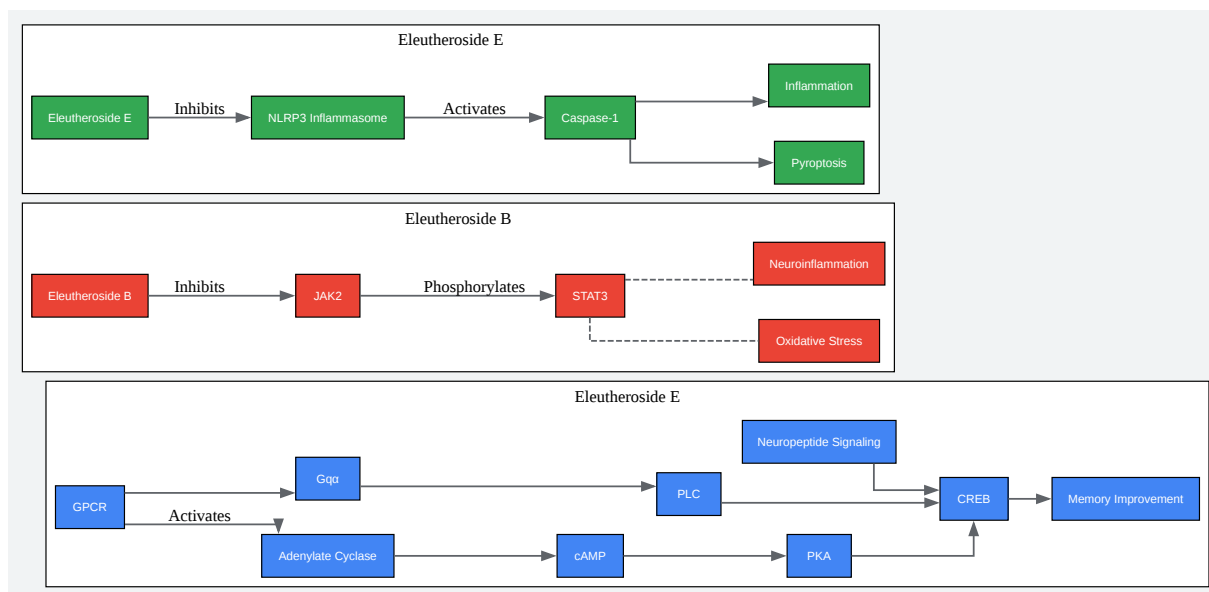 Eleutheroside E
Eleutheroside E
Inhibits
NLRP3 Inflammasome
Activates
Caspase-1
Inflammation
Pyroptosis
Eleutheroside B
Eleutheroside B
Inhibits
JAK2
Phosphorylates
STAT3
Neuroinflammation
Oxidative Stress
Eleutheroside E
GPCR
Activates
Gqα
Adenylate Cyclase
cAMP
PLC
PKA
Neuropeptide Signaling
CREB
Memory Improvement